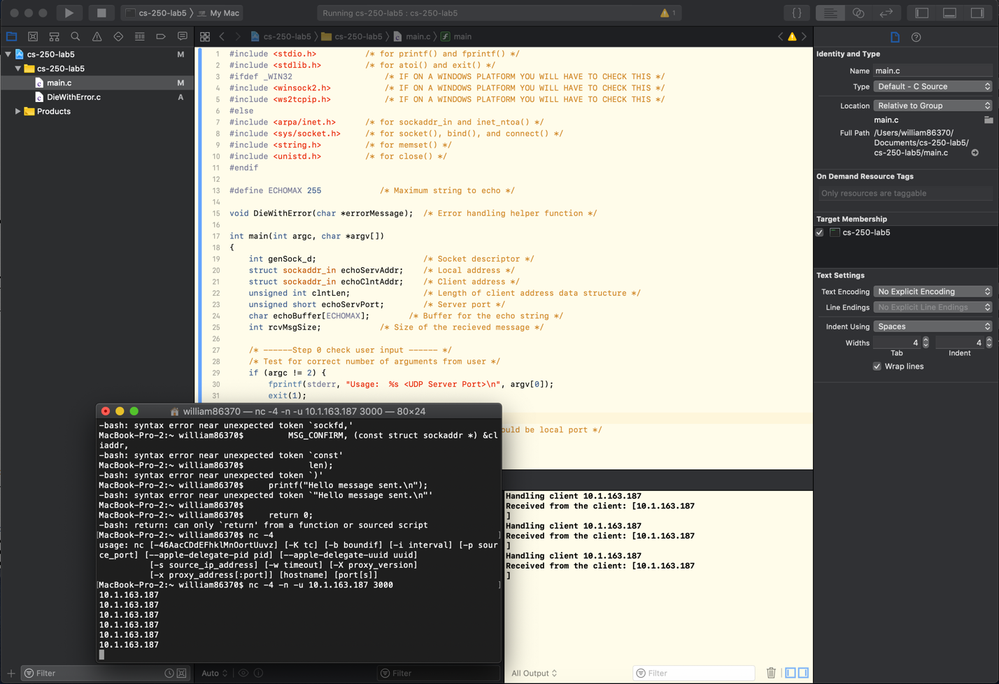 cs-250-lab5 › My Mac
Running cs-250-lab5 : cs-250-lab5
1
{}
cs-250-lab5 › cs-250-lab5 › main.c › main
cs-250-lab5 M
cs-250-lab5
main.c M
DieWithError.c A
Products
1 #include <stdio.h> /* for printf() and fprintf() */
2 #include <stdlib.h> /* for atoi() and exit() */
3 #ifdef _WIN32 /* IF ON A WINDOWS PLATFORM YOU WILL HAVE TO CHECK THIS */
4 #include <winsock2.h> /* IF ON A WINDOWS PLATFORM YOU WILL HAVE TO CHECK THIS */
5 #include <ws2tcpip.h> /* IF ON A WINDOWS PLATFORM YOU WILL HAVE TO CHECK THIS */
6 #else
7 #include <arpa/inet.h> /* for sockaddr_in and inet_ntoa() */
8 #include <sys/socket.h> /* for socket(), bind(), and connect() */
9 #include <string.h> /* for memset() */
10 #include <unistd.h> /* for close() */
11 #endif
12
13 #define ECHOMAX 255 /* Maximum string to echo */
14
15 void DieWithError(char *errorMessage); /* Error handling helper function */
16
17 int main(int argc, char *argv[])
18 {
19 int genSock_d; /* Socket descriptor */
20 struct sockaddr_in echoServAddr; /* Local address */
21 struct sockaddr_in echoClntAddr; /* Client address */
22 unsigned int clntLen; /* Length of client address data structure */
23 unsigned short echoServPort; /* Server port */
24 char echoBuffer[ECHOMAX]; /* Buffer for the echo string */
25 int rcvMsgSize; /* Size of the recieved message */
26
27 /* ------Step 0 check user input ------ */
28 /* Test for correct number of arguments from user */
29 if (argc != 2) {
30 fprintf(stderr, "Usage:  %s <UDP Server Port>\n", argv[0]);
31 exit(1);
ould be local port */
william86370 — nc -4 -n -u 10.1.163.187 3000 — 80×24
-bash: syntax error near unexpected token `sockfd,'
MacBook-Pro-2:~ william86370$ MSG_CONFIRM, (const struct sockaddr *) &cl
iaddr,
-bash: syntax error near unexpected token `const'
MacBook-Pro-2:~ william86370$ len);
-bash: syntax error near unexpected token `)'
MacBook-Pro-2:~ william86370$ printf("Hello message sent.\n");
-bash: syntax error near unexpected token `"Hello message sent.\n"'
MacBook-Pro-2:~ william86370$
MacBook-Pro-2:~ william86370$ return 0;
-bash: return: can only `return' from a function or sourced script
[MacBook-Pro-2:~ william86370$ nc -4 ]
usage: nc [-46AacCDdEFhklMnOortUuvz] [-K tc] [-b boundif] [-i interval] [-p sour
ce_port] [--apple-delegate-pid pid] [--apple-delegate-uuid uuid]
[-s source_ip_address] [-w timeout] [-X proxy_version]
[-x proxy_address[:port]] [hostname] [port[s]]
[MacBook-Pro-2:~ william86370$ nc -4 -n -u 10.1.163.187 3000 ]
10.1.163.187
10.1.163.187
10.1.163.187
10.1.163.187
10.1.163.187
10.1.163.187
Handling client 10.1.163.187
Received from the client: [10.1.163.187
]
Handling client 10.1.163.187
Received from the client: [10.1.163.187
]
Handling client 10.1.163.187
Received from the client: [10.1.163.187
]
Filter
Auto
Filter
All Output
Filter
Identity and Type
Name main.c
Type Default - C Source
Location Relative to Group
main.c
Full Path /Users/william86370/
Documents/cs-250-lab5/
cs-250-lab5/main.c
On Demand Resource Tags
Only resources are taggable
Target Membership
cs-250-lab5
Text Settings
Text Encoding No Explicit Encoding
Line Endings No Explicit Line Endings
Indent Using Spaces
Widths 4 4
Tab Indent
Wrap lines